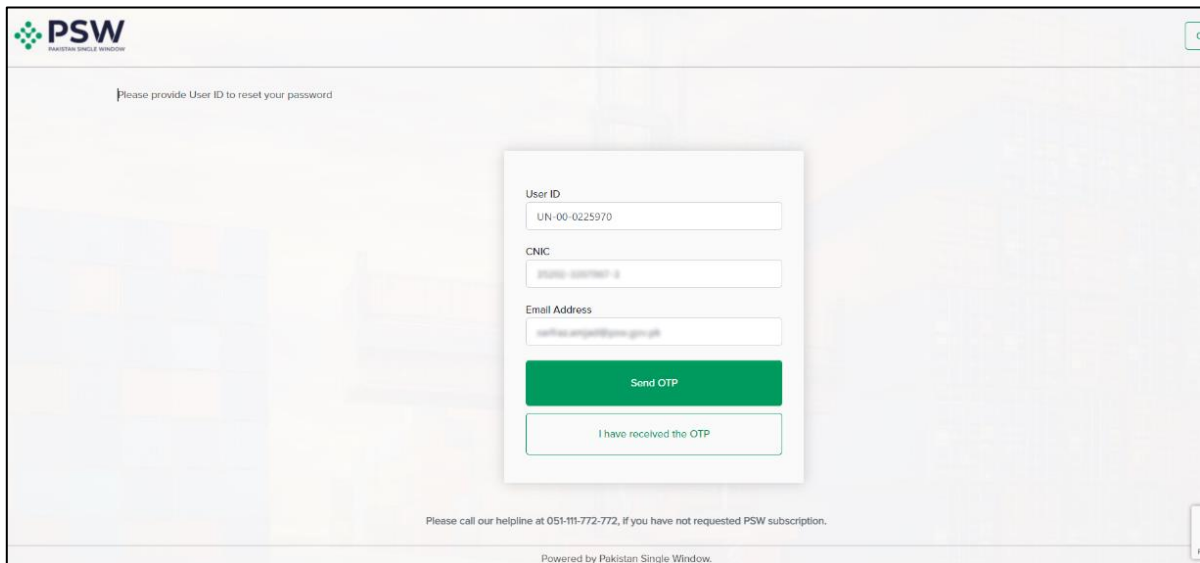 PSW
PAKISTAN SINGLE WINDOW
Please provide User ID to reset your password
User ID
UN-00-0225970
CNIC
Email Address
Send OTP
I have received the OTP
Please call our helpline at 051-111-772-772, if you have not requested PSW subscription.
Powered by Pakistan Single Window.